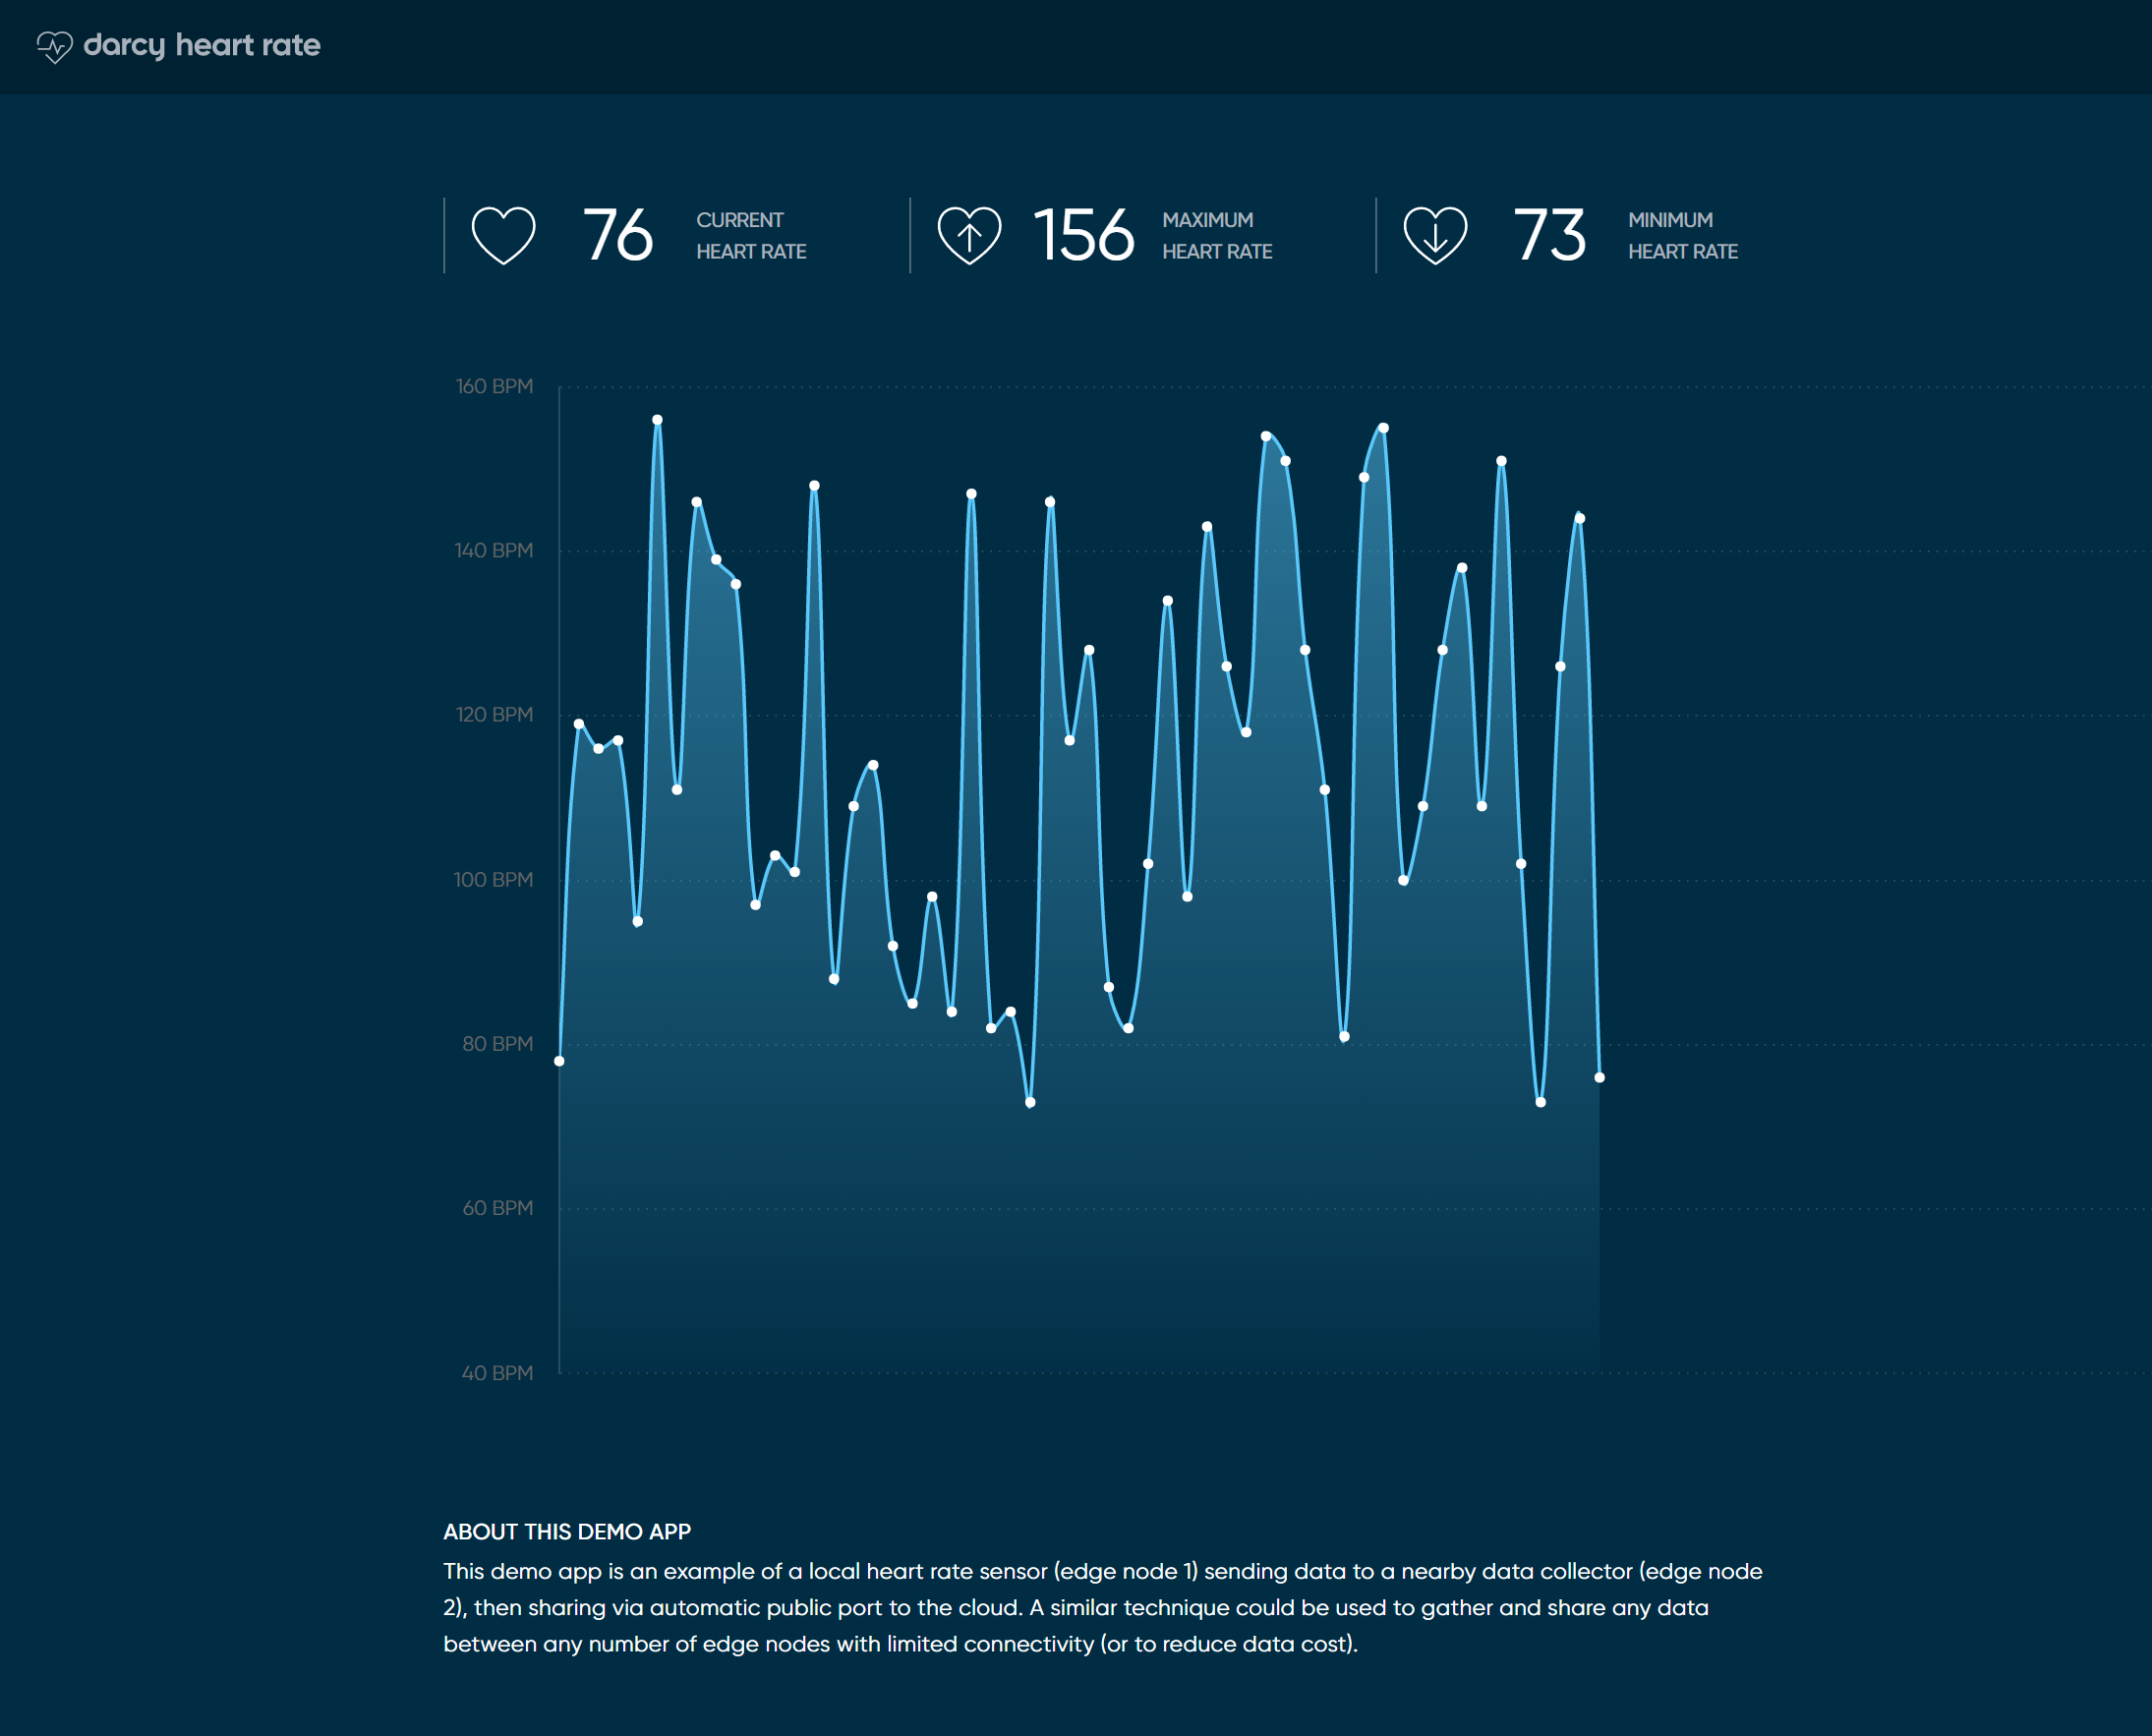 darcy heart rate
76 CURRENT HEART RATE
156 MAXIMUM HEART RATE
73 MINIMUM HEART RATE
160 BPM
140 BPM
120 BPM
100 BPM
80 BPM
60 BPM
40 BPM
ABOUT THIS DEMO APP
This demo app is an example of a local heart rate sensor (edge node 1) sending data to a nearby data collector (edge node
2), then sharing via automatic public port to the cloud. A similar technique could be used to gather and share any data
between any number of edge nodes with limited connectivity (or to reduce data cost).